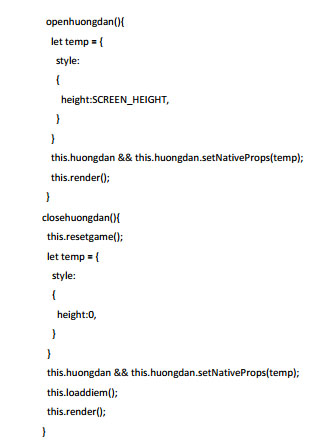 openhuongdan(){
let temp = {
style:
{
height:SCREEN_HEIGHT,
}
}
this.huongdan && this.huongdan.setNativeProps(temp);
this.render();
}
closehuongdan(){
this.resetgame();
let temp = {
style:
{
height:0,
}
}
this.huongdan && this.huongdan.setNativeProps(temp);
this.loaddiem();
this.render();
}